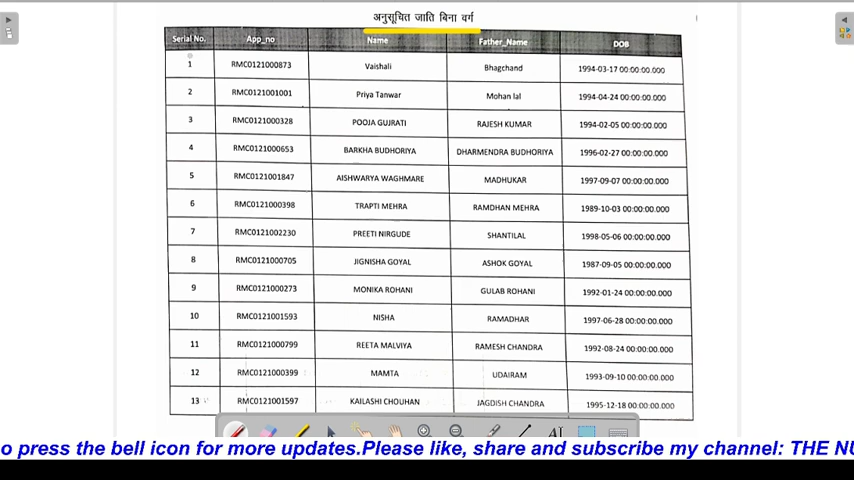 अनुसूचित जाति बिना वर्ग
Serial No. App_no Name Father_Name DOB
1 RMC0121000873 Vaishali Bhagchand 1994-03-17 00:00:00.000
2 RMC0121001001 Priya Tanwar Mohan lal 1994-04-24 00:00:00.000
3 RMC0121000328 POOJA GUJRATI RAJESH KUMAR 1994-02-05 00:00:00.000
4 RMC0121000653 BARKHA BUDHORIYA DHARMENDRA BUDHORIYA 1996-02-27 00:00:00.000
5 RMC0121001847 AISHWARYA WAGHMARE MADHUKAR 1997-09-07 00:00:00.000
6 RMC0121000398 TRAPTI MEHRA RAMDHAN MEHRA 1989-10-03 00:00:00.000
7 RMC0121002230 PREETI NIRGUDE SHANTILAL 1998-05-06 00:00:00.000
8 RMC0121000705 JIGNISHA GOYAL ASHOK GOYAL 1987-09-05 00:00:00.000
9 RMC0121000273 MONIKA ROHANI GULAB ROHANI 1992-01-24 00:00:00.000
10 RMC0121001593 NISHA RAMADHAR 1997-06-28 00:00:00.000
11 RMC0121000799 REETA MALVIYA RAMESH CHANDRA 1992-08-24 00:00:00.000
12 RMC0121000399 MAMTA UDAIRAM 1993-09-10 00:00:00.000
13 RMC0121001597 KAILASHI CHOUHAN JAGDISH CHANDRA 1995-12-18 00:00:00.000
A
o press the bell icon for more updates.Please like, share and subscribe my channel: THE NU